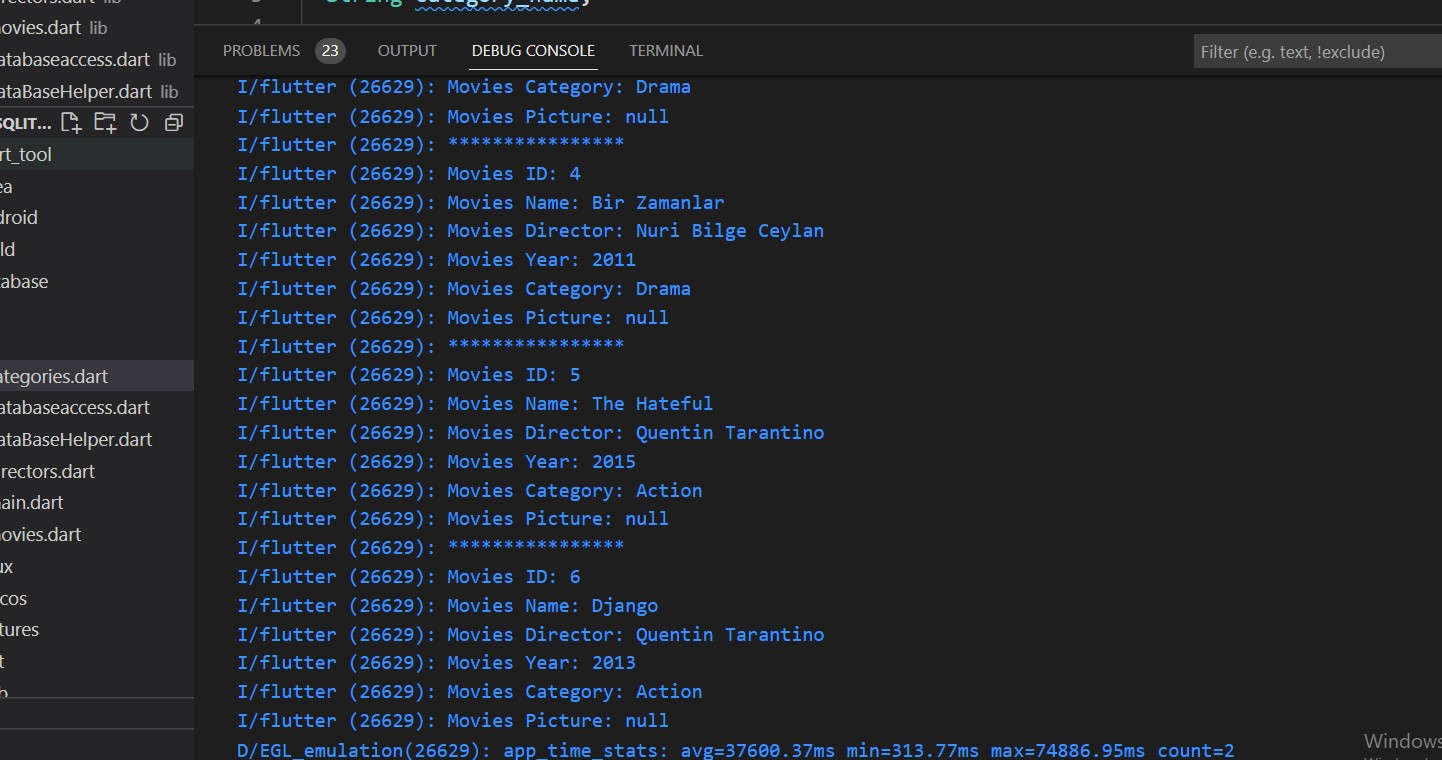 String category_name;
4
PROBLEMS 23 OUTPUT DEBUG CONSOLE TERMINAL Filter (e.g. text, !exclude)
rectors.dart lib
ovies.dart lib
atabaseaccess.dart lib
ataBaseHelper.dart lib
SQLIT...
rt_tool
ea
droid
ld
tabase
ategories.dart
atabaseaccess.dart
ataBaseHelper.dart
rectors.dart
ain.dart
ovies.dart
ux
cos
tures
t
b
I/flutter (26629): Movies Category: Drama
I/flutter (26629): Movies Picture: null
I/flutter (26629): ****************
I/flutter (26629): Movies ID: 4
I/flutter (26629): Movies Name: Bir Zamanlar
I/flutter (26629): Movies Director: Nuri Bilge Ceylan
I/flutter (26629): Movies Year: 2011
I/flutter (26629): Movies Category: Drama
I/flutter (26629): Movies Picture: null
I/flutter (26629): ****************
I/flutter (26629): Movies ID: 5
I/flutter (26629): Movies Name: The Hateful
I/flutter (26629): Movies Director: Quentin Tarantino
I/flutter (26629): Movies Year: 2015
I/flutter (26629): Movies Category: Action
I/flutter (26629): Movies Picture: null
I/flutter (26629): ****************
I/flutter (26629): Movies ID: 6
I/flutter (26629): Movies Name: Django
I/flutter (26629): Movies Director: Quentin Tarantino
I/flutter (26629): Movies Year: 2013
I/flutter (26629): Movies Category: Action
I/flutter (26629): Movies Picture: null
D/EGL_emulation(26629): app_time_stats: avg=37600.37ms min=313.77ms max=74886.95ms count=2
Windows